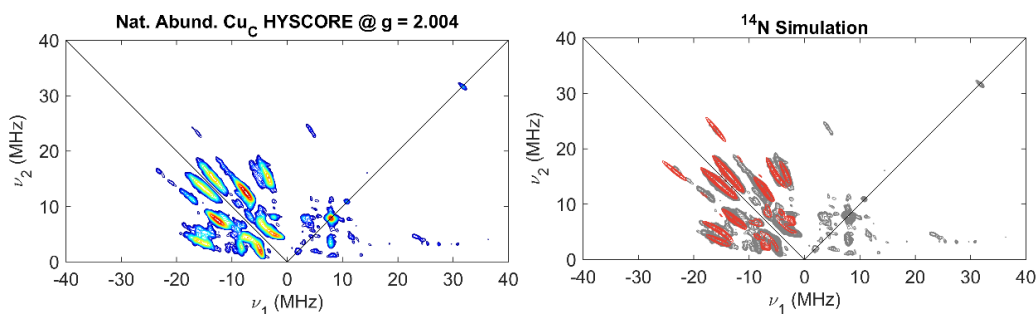 Nat. Abund. Cu_C HYSCORE @ g = 2.004
40
30
20
10
0
ν₂ (MHz)
-40 -30 -20 -10 0 10 20 30 40
ν₁ (MHz)
¹⁴N Simulation
40
30
20
10
0
ν₂ (MHz)
-40 -30 -20 -10 0 10 20 30 40
ν₁ (MHz)